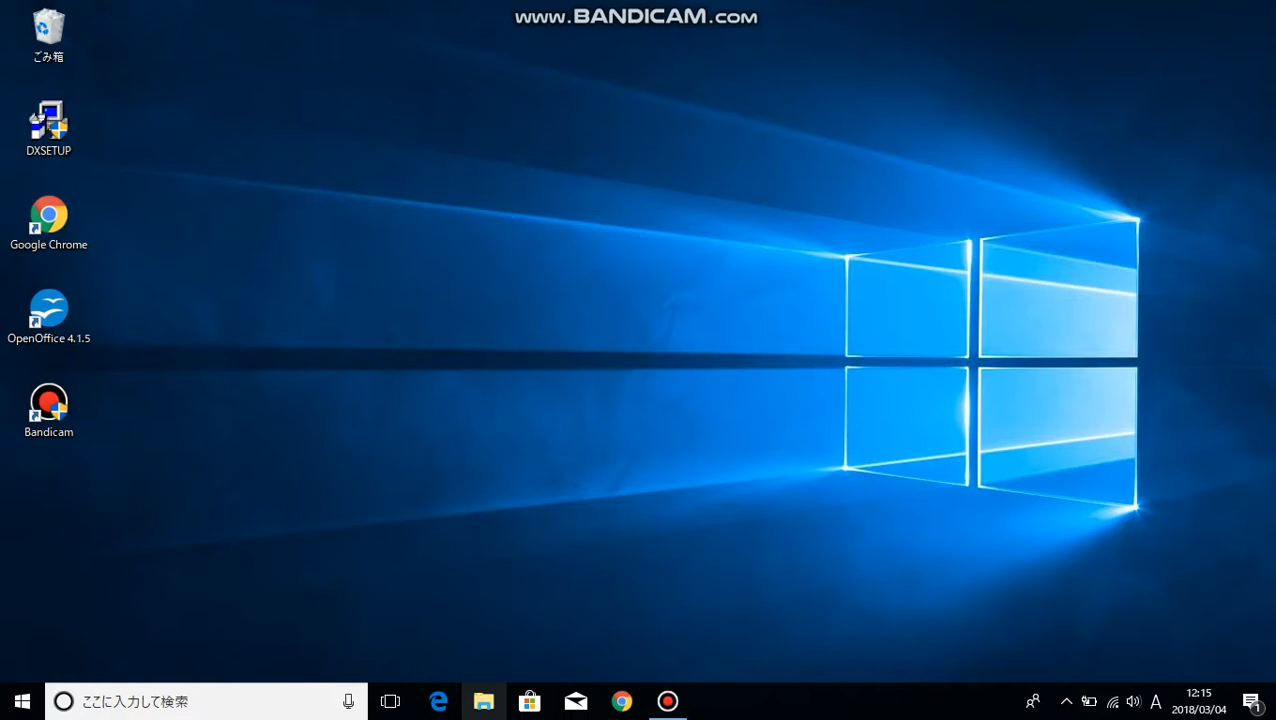 www.BANDICAM.com
ごみ箱
DXSETUP
Google Chrome
OpenOffice 4.1.5
Bandicam
ここに入力して検索
A
12:15
2018/03/04
1